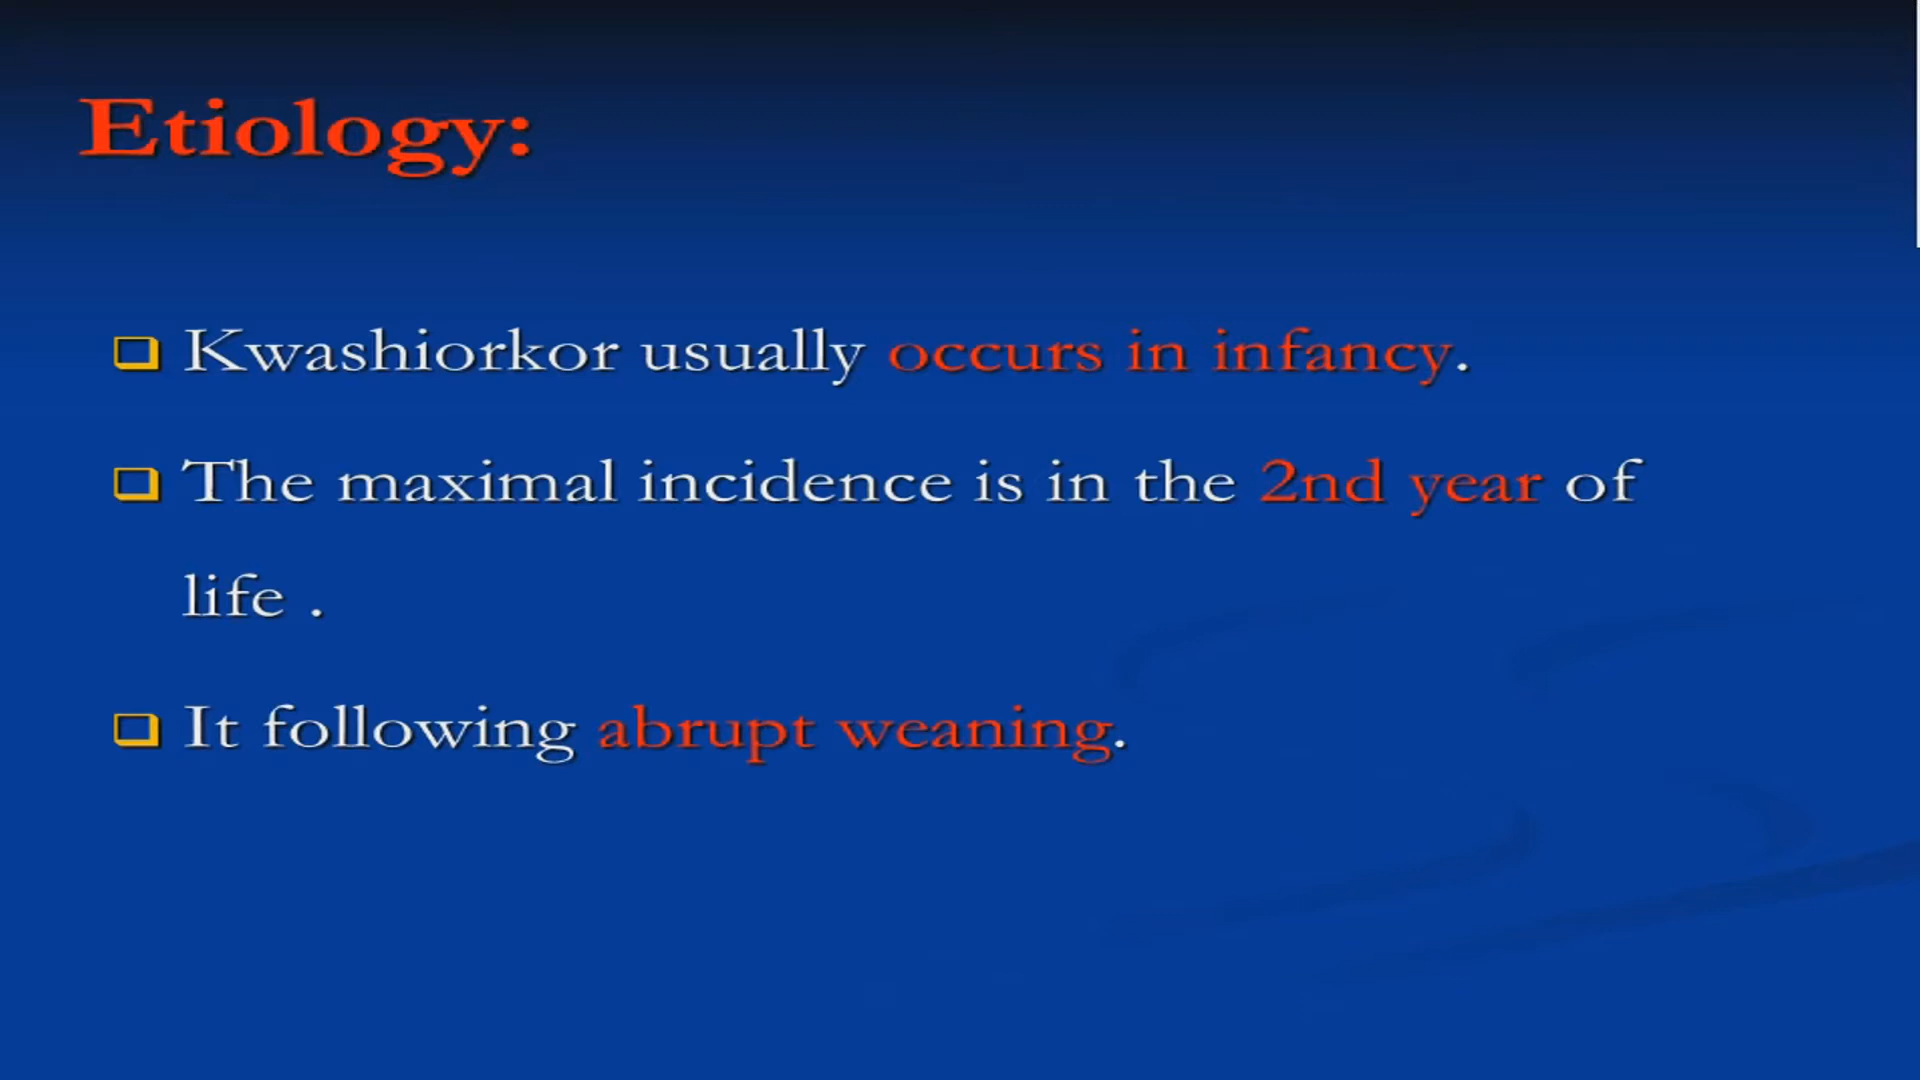 Etiology:
Kwashiorkor usually occurs in infancy.
The maximal incidence is in the 2nd year of
life .
It following abrupt weaning.